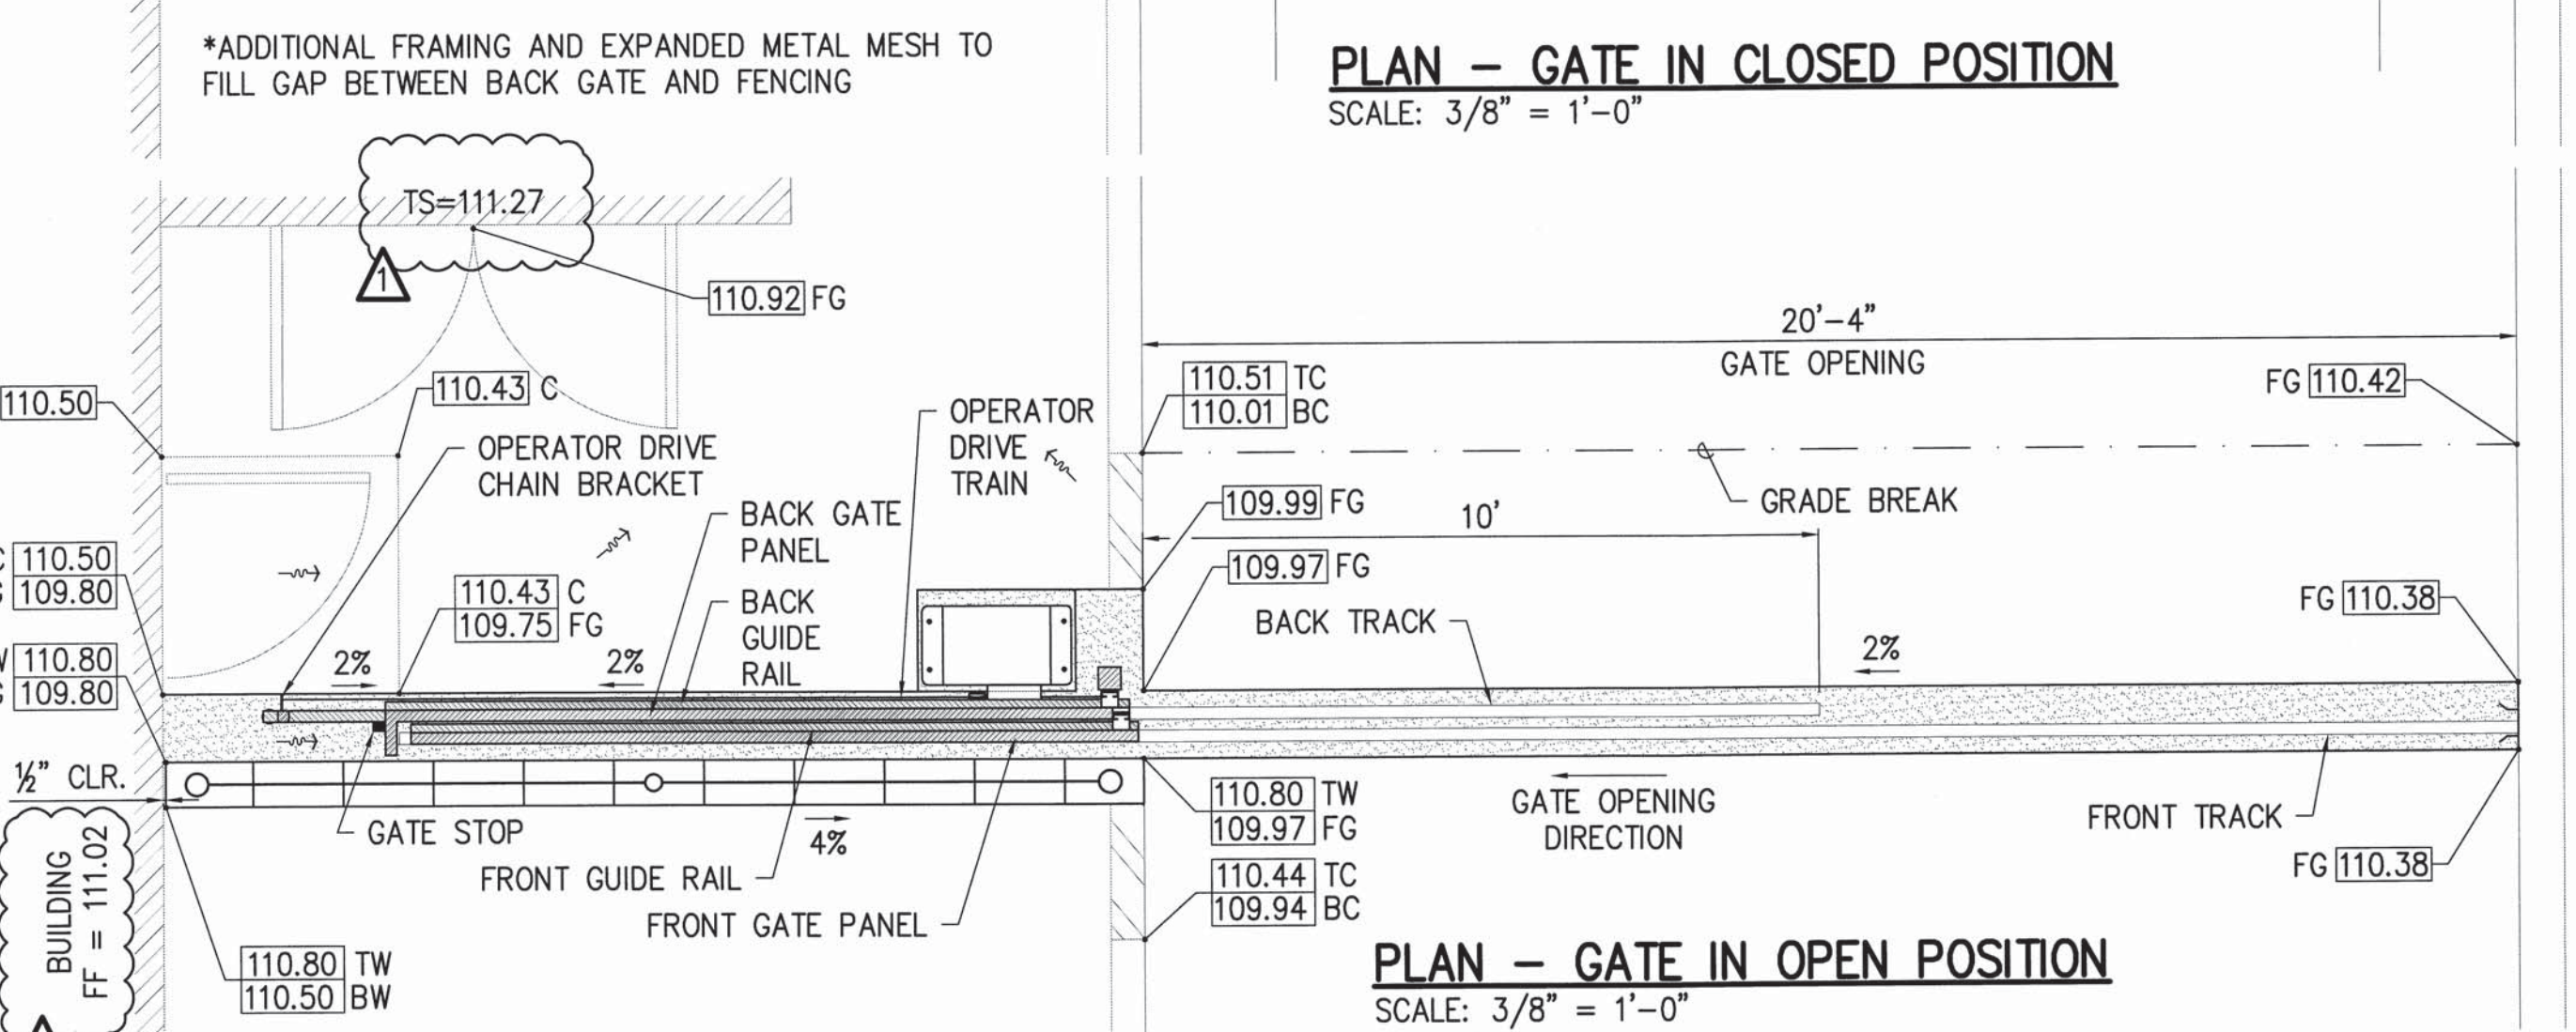 *ADDITIONAL FRAMING AND EXPANDED METAL MESH TO
FILL GAP BETWEEN BACK GATE AND FENCING
PLAN – GATE IN CLOSED POSITION
SCALE: 3/8" = 1'-0"
TS=111.27
1
110.92 FG
20'-4"
GATE OPENING
110.50
110.43 C
110.51 TC
110.01 BC
FG 110.42
OPERATOR DRIVE
CHAIN BRACKET
OPERATOR
DRIVE
TRAIN
GRADE BREAK
109.99 FG
10'
BACK GATE
PANEL
109.97 FG
110.50
109.80
110.43 C
109.75 FG
BACK
GUIDE
RAIL
BACK TRACK
FG 110.38
2%
110.80
109.80
2%
2%
½" CLR.
GATE STOP
4%
FRONT GUIDE RAIL
FRONT GATE PANEL
110.80 TW
109.97 FG
GATE OPENING
DIRECTION
FRONT TRACK
FG 110.38
110.44 TC
109.94 BC
BUILDING
FF = 111.02
110.80 TW
110.50 BW
PLAN – GATE IN OPEN POSITION
SCALE: 3/8" = 1'-0"